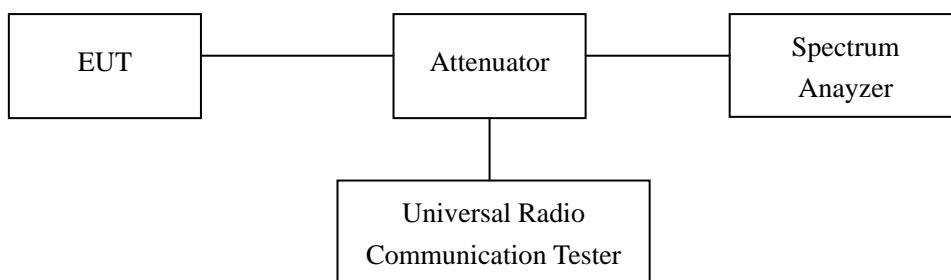 EUT
Attenuator
Spectrum
Anayzer
Universal Radio
Communication Tester